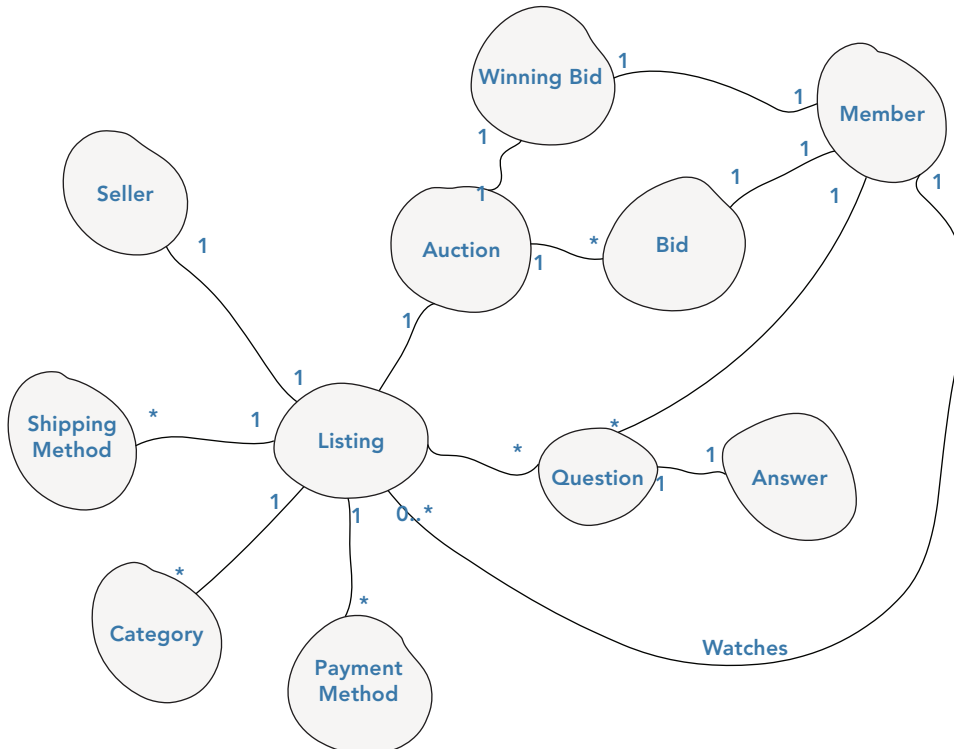 Winning Bid
1
1
Member
1
1
1
1
1
Seller
1
1
Auction
1
*
Bid
1
1
Shipping
Method
*
1
Listing
*
*
Question
1
1
Answer
1
0..*
1
*
Category
*
Payment
Method
Watches